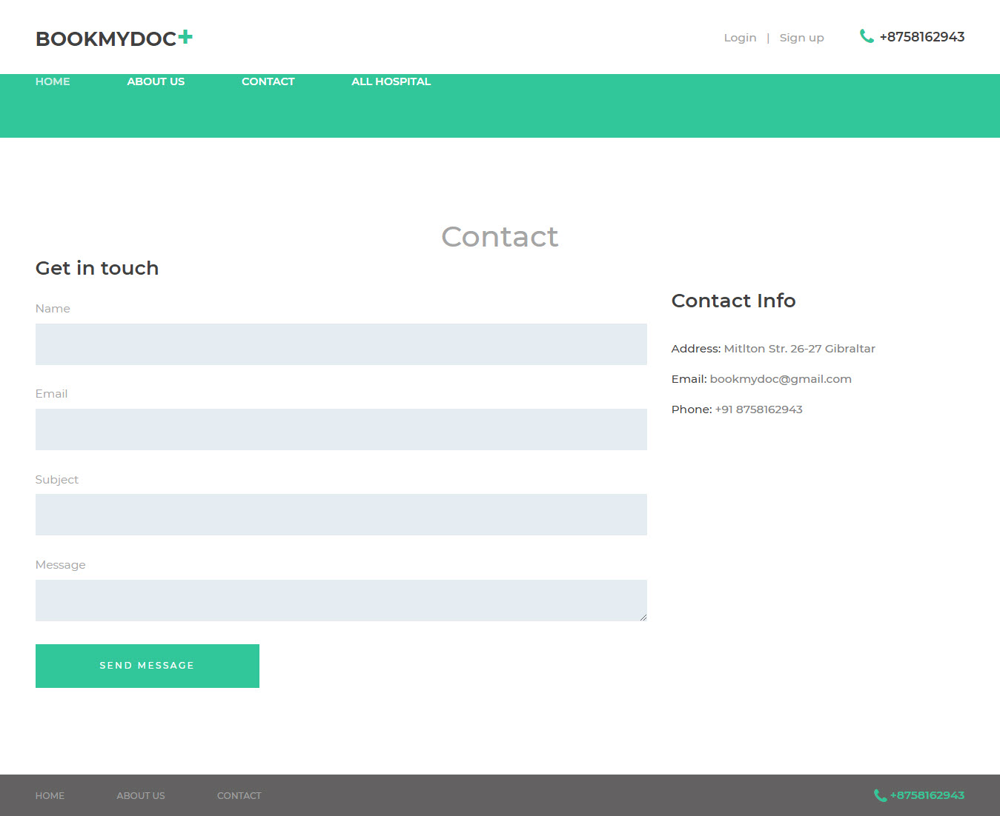 BOOKMYDOC+
Login | Sign up
+8758162943
HOME ABOUT US CONTACT ALL HOSPITAL
Contact
Get in touch
Name
Email
Subject
Message
SEND MESSAGE
Contact Info
Address: Mitlton Str. 26-27 Gibraltar
Email: bookmydoc@gmail.com
Phone: +91 8758162943
HOME ABOUT US CONTACT
+8758162943